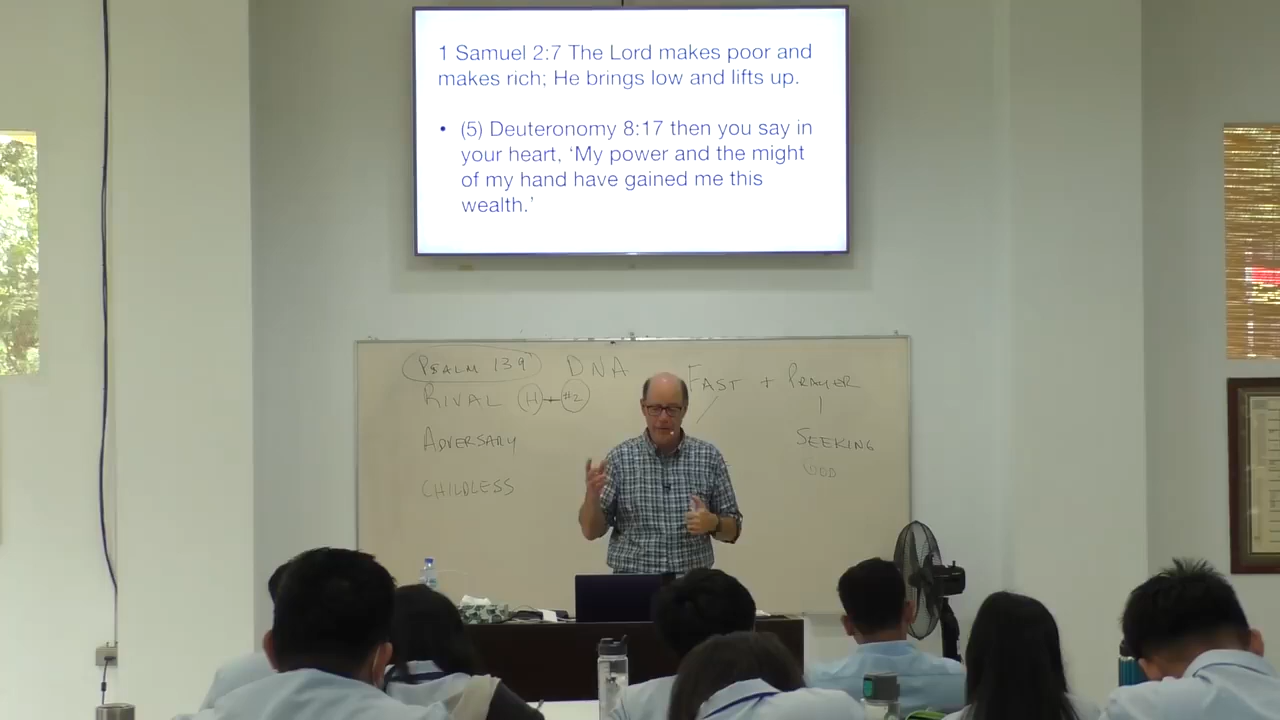 1 Samuel 2:7 The Lord makes poor and
makes rich; He brings low and lifts up.
• (5) Deuteronomy 8:17 then you say in
your heart, ‘My power and the might
of my hand have gained me this
wealth.’
PSALM 139 DNA
RIVAL H #2
ADVERSARY
CHILDLESS
FAST + PRAYER
SEEKING
GOD